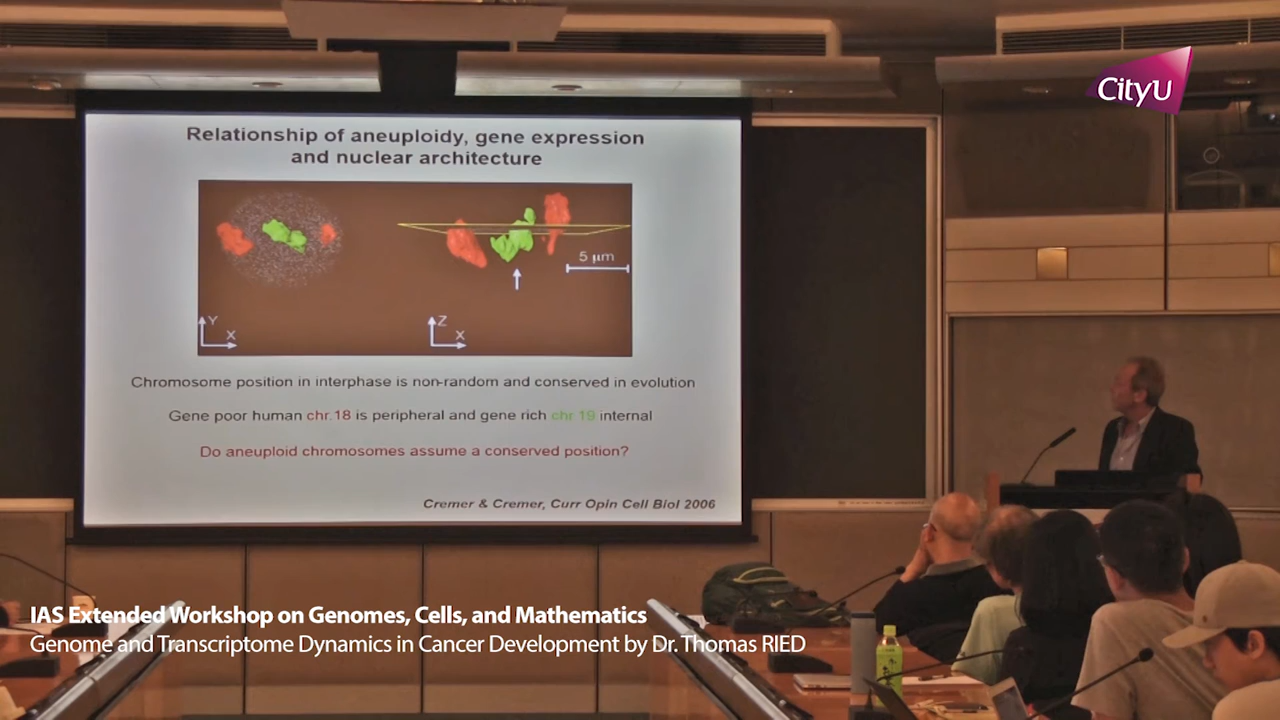 CityU
Relationship of aneuploidy, gene expression
and nuclear architecture
5 μm
Y
X
Z
X
Chromosome position in interphase is non-random and conserved in evolution
Gene poor human chr.18 is peripheral and gene rich chr.19 internal
Do aneuploid chromosomes assume a conserved position?
Cremer & Cremer, Curr Opin Cell Biol 2006
IAS Extended Workshop on Genomes, Cells, and Mathematics
Genome and Transcriptome Dynamics in Cancer Development by Dr. Thomas RIED